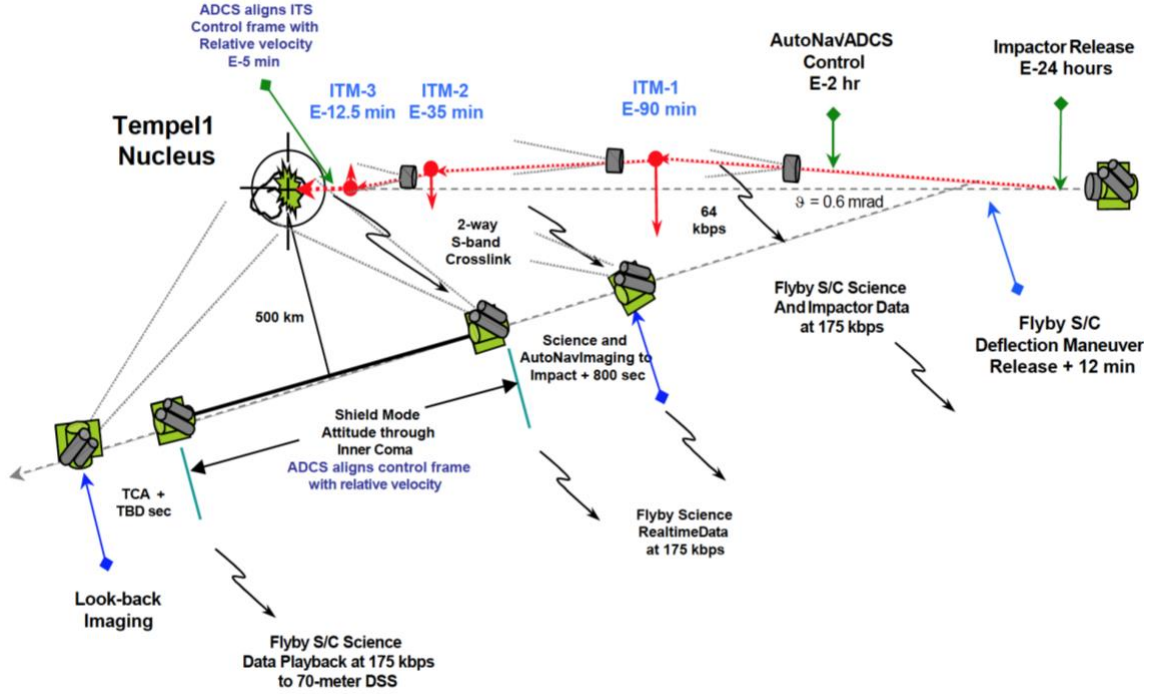 ADCS aligns ITS
Control frame with
Relative velocity
E-5 min
ITM-3
E-12.5 min
ITM-2
E-35 min
ITM-1
E-90 min
AutoNav/ADCS
Control
E-2 hr
Impactor Release
E-24 hours
Tempel1
Nucleus
2-way
S-band
Crosslink
64
kbps
ϑ = 0.6 mrad
500 km
Flyby S/C Science
And Impactor Data
at 175 kbps
Flyby S/C
Deflection Maneuver
Release + 12 min
Science and
AutoNavImaging to
Impact + 800 sec
Shield Mode
Attitude through
Inner Coma
ADCS aligns control frame
with relative velocity
TCA +
TBD sec
Flyby Science
RealtimeData
at 175 kbps
Look-back
Imaging
Flyby S/C Science
Data Playback at 175 kbps
to 70-meter DSS